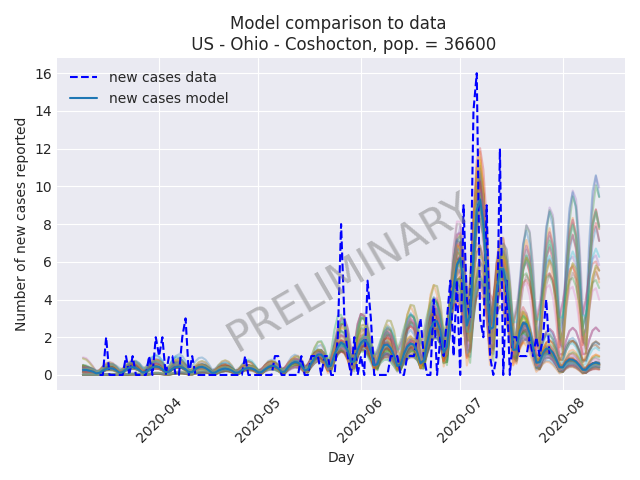 Model comparison to data
US - Ohio - Coshocton, pop. = 36600
new cases data
new cases model
PRELIMINARY
Number of new cases reported
16
14
12
10
8
6
4
2
0
2020-04
2020-05
2020-06
2020-07
2020-08
Day